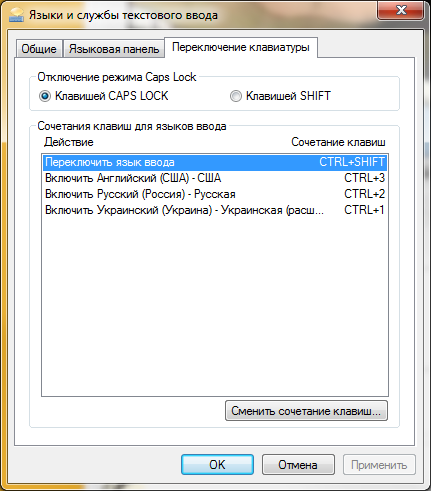 Языки и службы текстового ввода
Общие Языковая панель Переключение клавиатуры
Отключение режима Caps Lock
Клавишей CAPS LOCK Клавишей SHIFT
Сочетания клавиш для языков ввода
Действие Сочетание клавиш
Переключить язык ввода CTRL+SHIFT
Включить Английский (США) - США CTRL+3
Включить Русский (Россия) - Русская CTRL+2
Включить Украинский (Украина) - Украинская (расш... CTRL+1
Сменить сочетание клавиш...
OK Отмена Применить